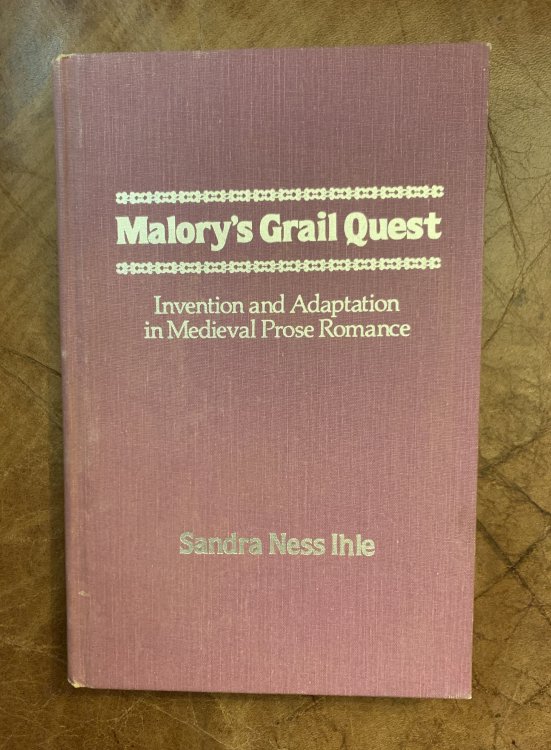 Malory's Grail Quest
Invention and Adaptation
in Medieval Prose Romance
Sandra Ness Ihle